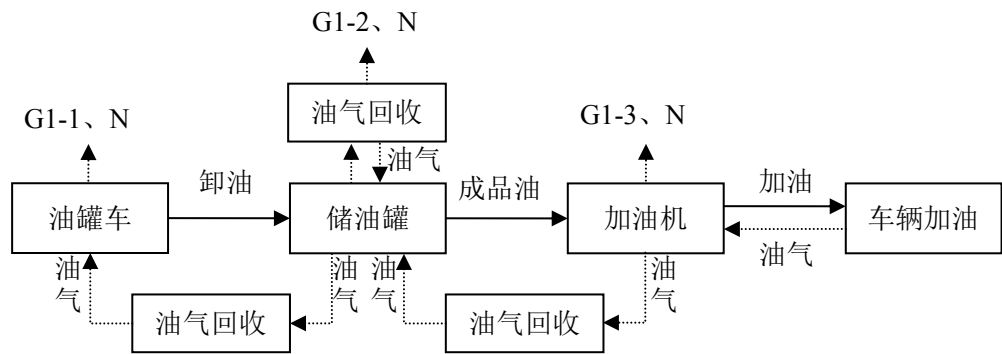 G1-2、N
油气回收
G1-1、N
G1-3、N
油气
卸油
成品油
加油
油罐车
储油罐
加油机
车辆加油
油气
油气
油气
油气
油气
油气回收
油气回收